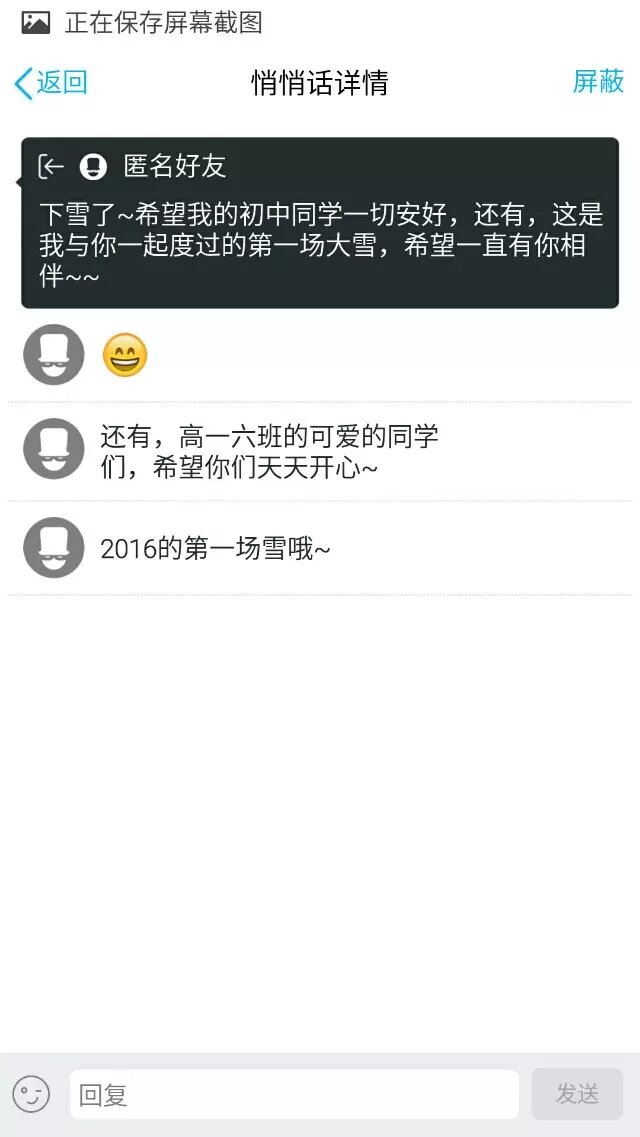 正在保存屏幕截图
返回 悄悄话详情 屏蔽
匿名好友
下雪了~希望我的初中同学一切安好，还有，这是
我与你一起度过的第一场大雪，希望一直有你相
伴~~
😄
还有，高一六班的可爱的同学
们，希望你们天天开心~
2016的第一场雪哦~
回复 发送